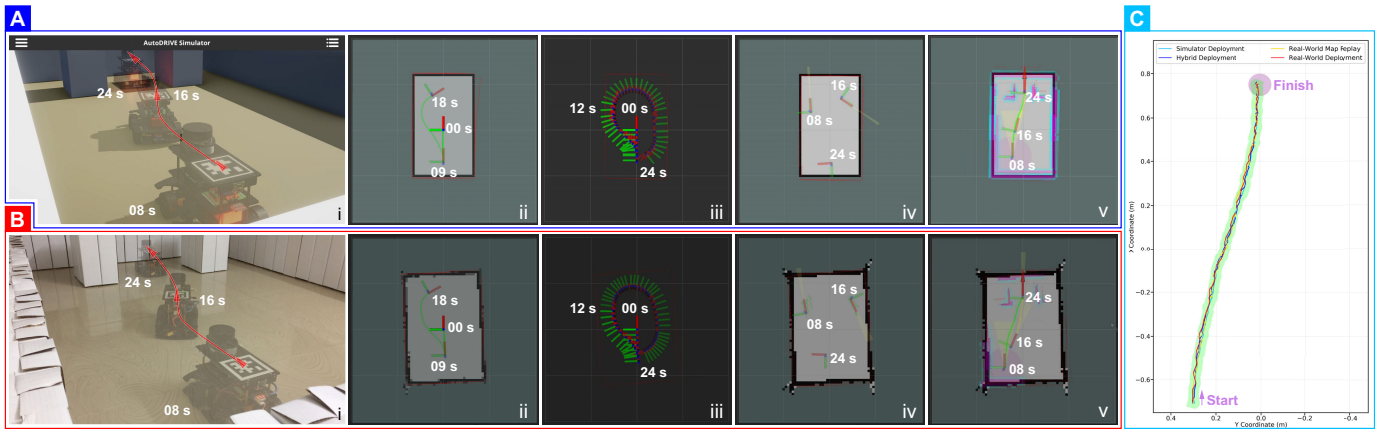 A
AutoDRIVE Simulator
24 s
16 s
08 s
i
18 s
00 s
09 s
ii
12 s
00 s
24 s
iii
16 s
08 s
24 s
iv
24 s
16 s
08 s
v
B
24 s
16 s
08 s
i
18 s
00 s
09 s
ii
12 s
00 s
24 s
iii
16 s
08 s
24 s
iv
24 s
16 s
08 s
v
C
Simulator Deploymnt
Hybrid Deployment
Real-World Map Feplay
Real-World Deployment
Finish
Start
X Coordinate (m)
0.8
0.6
0.4
0.2
0.0
−0.2
−0.4
−0.6
0.4
0.2
0.0
−0.2
−0.4
Y Coordinate (m)